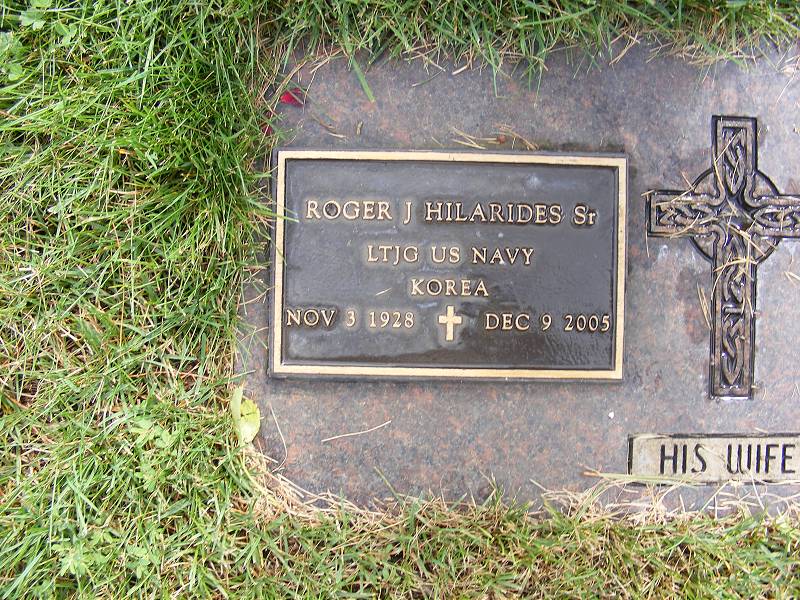 ROGER J HILARIDES Sr
LTJG US NAVY
KOREA
NOV 3 1928 DEC 9 2005
HIS WIFE